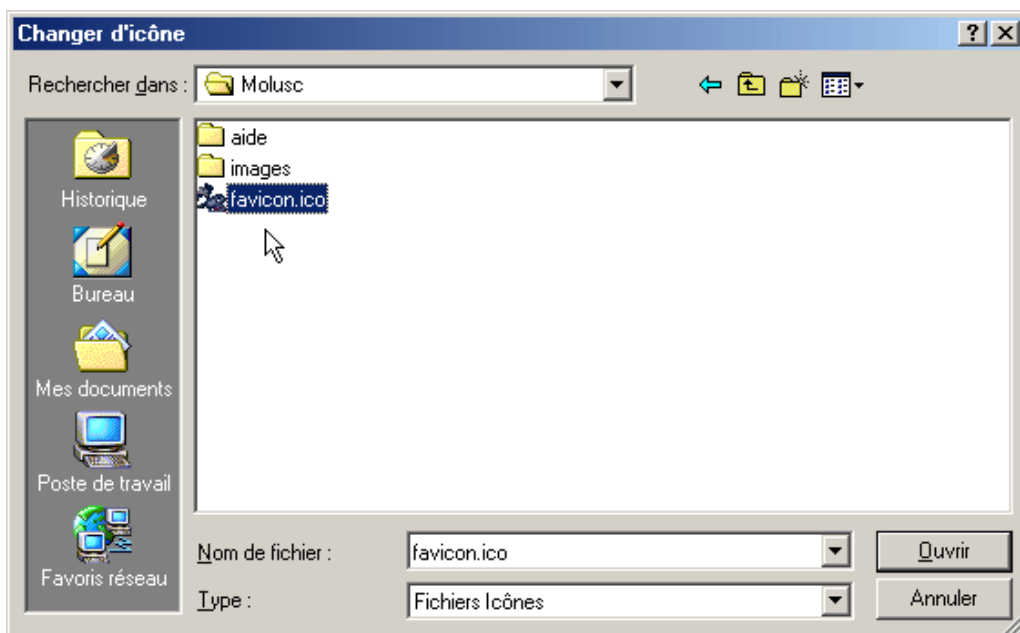 Changer d'icône
Rechercher dans : Molusc
aide
images
favicon.ico
Historique
Bureau
Mes documents
Poste de travail
Favoris réseau
Nom de fichier : favicon.ico Ouvrir
Type : Fichiers Icônes Annuler